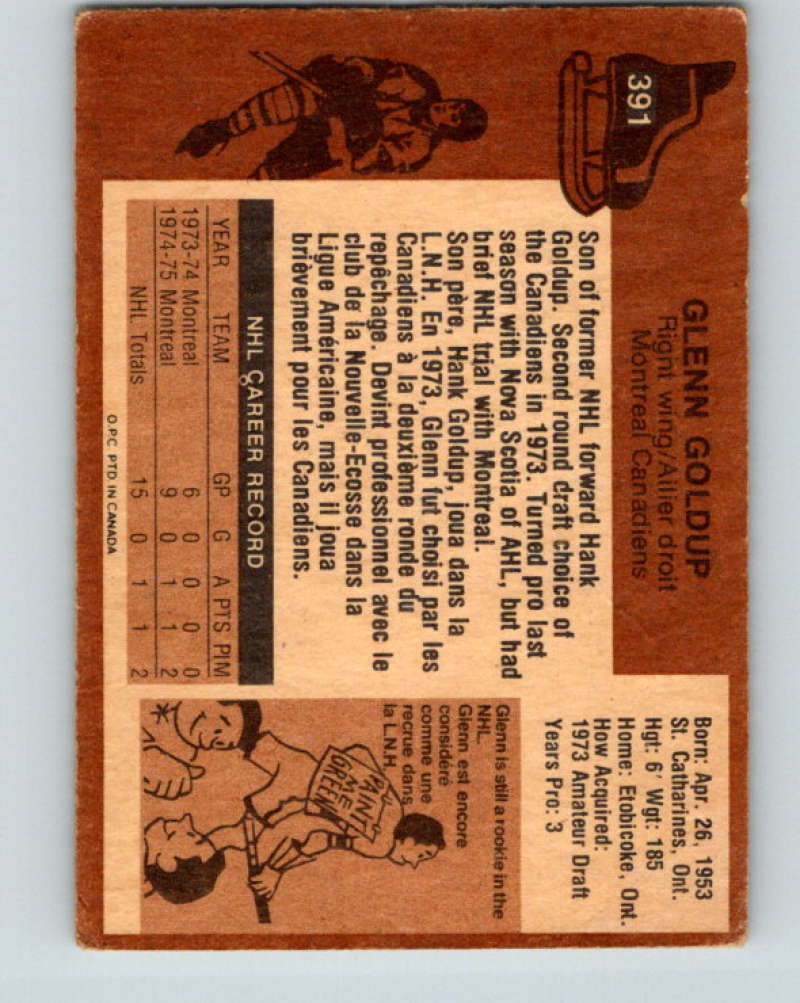 391
GLENN GOLDUP
Right wing/Ailier droit
Montreal Canadiens
Born: Apr. 26, 1953
St. Catharines, Ont.
Hgt: 6' Wgt: 185
Home: Etobicoke, Ont.
How Acquired:
1973 Amateur Draft
Years Pro: 3
Son of former NHL forward Hank
Goldup. Second round draft choice of
the Canadiens in 1973. Turned pro last
season with Nova Scotia of AHL, but had
brief NHL trial with Montreal.
Son père, Hank Goldup, joua dans la
L.N.H. En 1973, Glenn fut choisi par les
Canadiens à la deuxième ronde du
repêchage. Devint professionnel avec le
club de la Nouvelle-Ecosse dans la
Ligue Américaine, mais il joua
brièvement pour les Canadiens.
NHL CAREER RECORD
YEAR TEAM GP G A PTS PIM
1973-74 Montreal 6 0 0 0 0
1974-75 Montreal 9 0 1 1 2
NHL Totals 15 0 1 1 2
O.P.C. PTD IN CANADA
Glenn is still a rookie in the
NHL.
Glenn est encore
considéré
comme une
recrue dans
la L.N.H.
PAINT
ME
GREEN